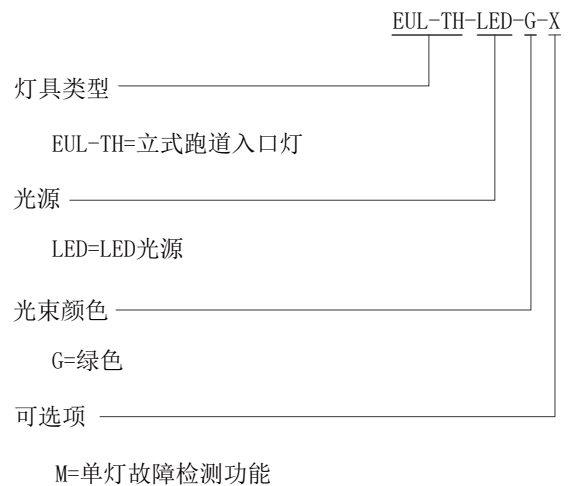 EUL-TH-LED-G-X
灯具类型
EUL-TH=立式跑道入口灯
光源
LED=LED光源
光束颜色
G=绿色
可选项
M=单灯故障检测功能